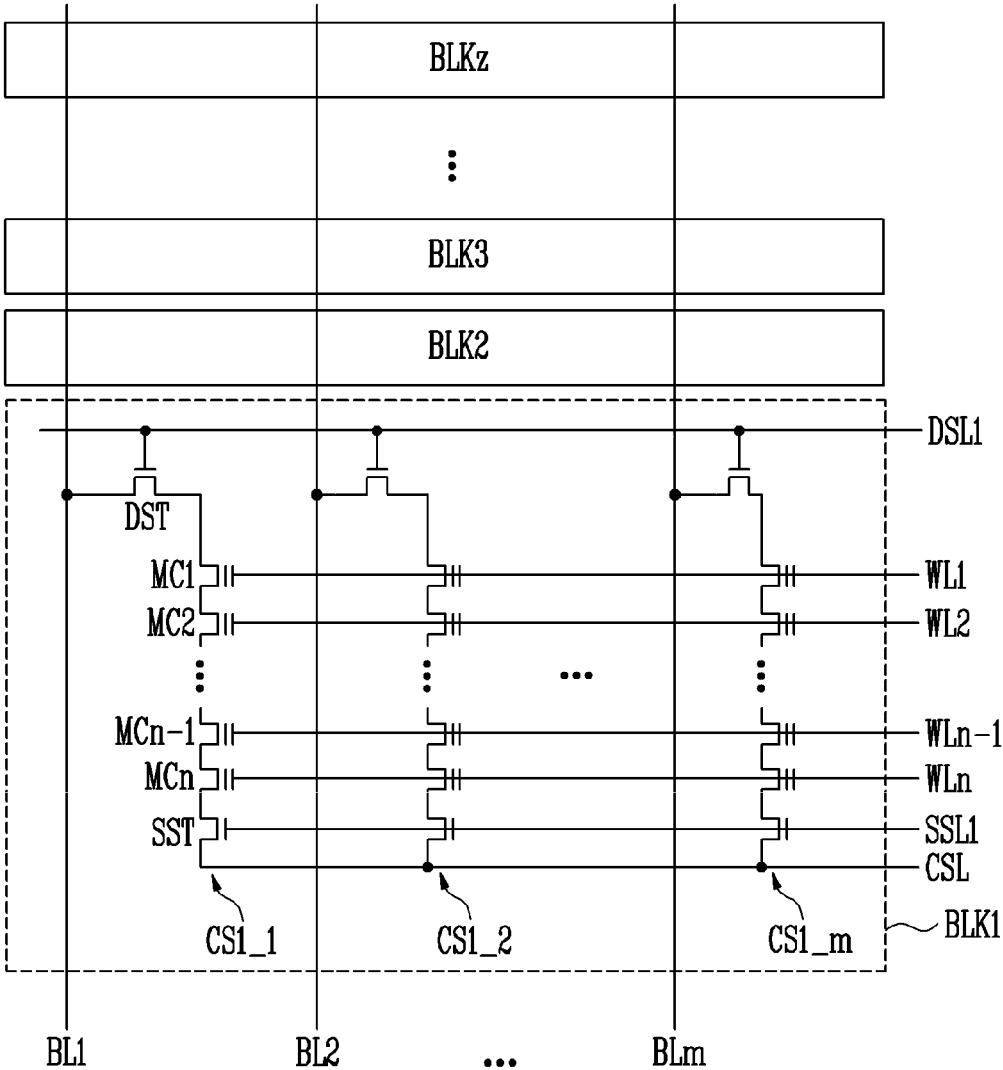 BLKz
BLK3
BLK2
DSL1
DST
MC1
WL1
MC2
WL2
MCn-1
WLn-1
MCn
WLn
SST
SSL1
CSL
CS1_1
CS1_2
CS1_m
BLK1
BL1
BL2
BLm